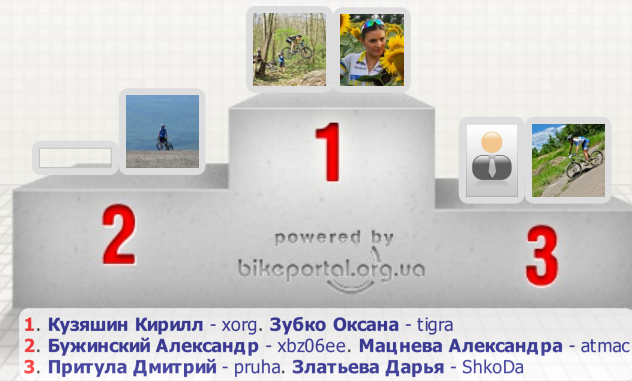 1
2
3
powered by
bikeportal.org.ua
1. Кузяшин Кирилл - xorg. Зубко Оксана - tigra
2. Бужинский Александр - xbz06ee. Мацнева Александра - atmac
3. Притула Дмитрий - pruha. Златьева Дарья - ShkoDa